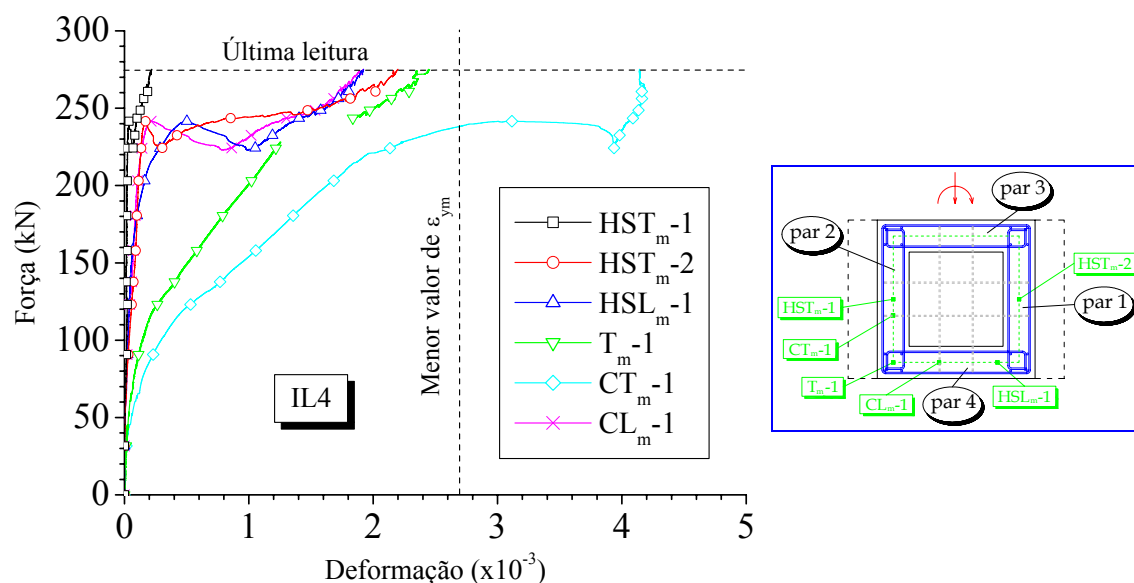 Força (kN)
300
250
200
150
100
50
0
Última leitura
Menor valor de εym
IL4
HSTm-1
HSTm-2
HSLm-1
Tm-1
CTm-1
CLm-1
0 1 2 3 4 5
Deformação (x10-3)
par 3
par 2
HSTm-2
HSTm-1
par 1
CTm-1
Tm-1
CLm-1
par 4
HSLm-1